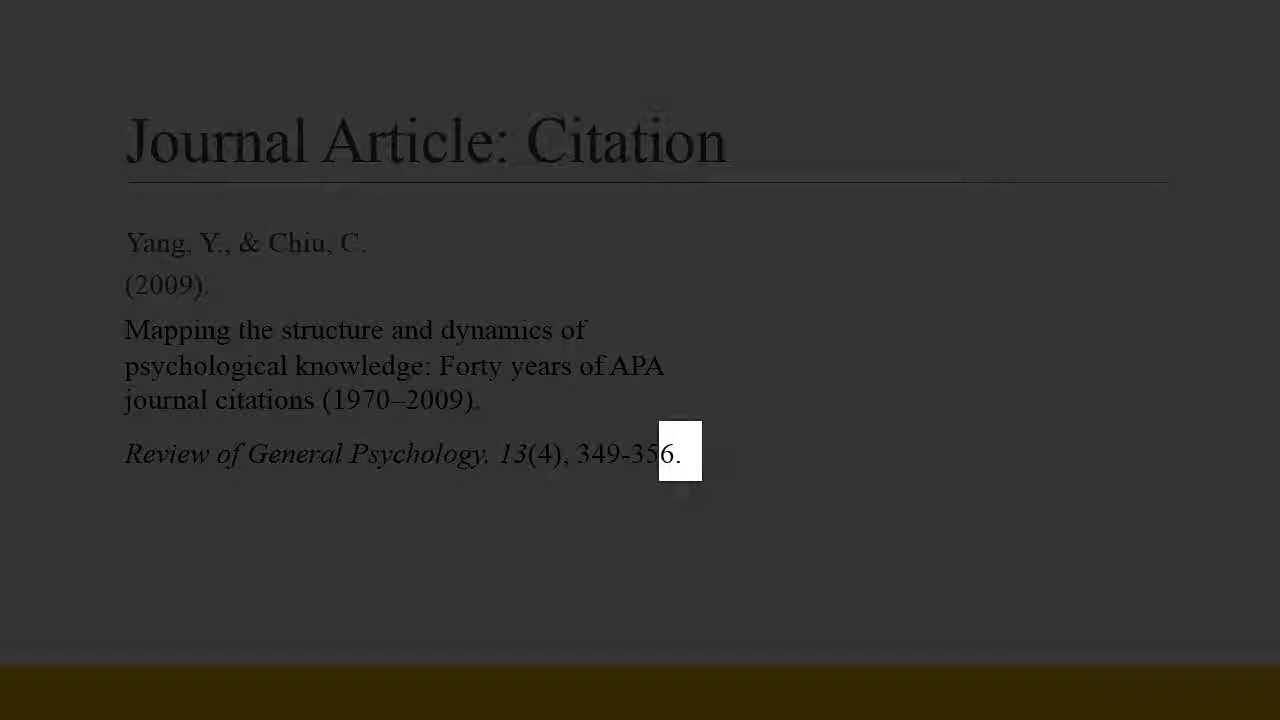 Journal Article: Citation
Yang, Y., & Chiu, C.
(2009).
Mapping the structure and dynamics of
psychological knowledge: Forty years of APA
journal citations (1970–2009).
Review of General Psychology, 13(4), 349-356.